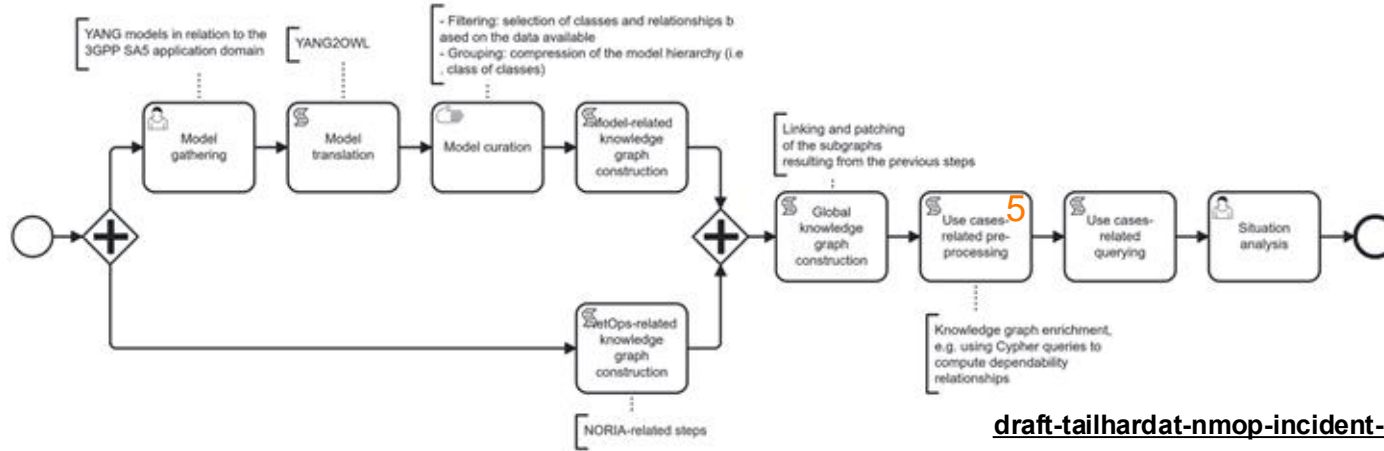 YANG models in relation to the
3GPP SA5 application domain
YANG2OWL
- Filtering: selection of classes and relationships b
ased on the data available
- Grouping: compression of the model hierarchy (i.e
. class of classes)
Model
gathering
Model
translation
Model curation
Model-related
knowledge
graph
construction
Linking and patching
of the subgraphs
resulting from the previous steps
Global
knowledge
graph
construction
5
Use cases-
related pre-
processing
Use cases-
related
querying
Situation
analysis
NetOps-related
knowledge
graph
construction
Knowledge graph enrichment,
e.g. using Cypher queries to
compute dependability
relationships
NORIA-related steps
draft-tailhardat-nmop-incident-